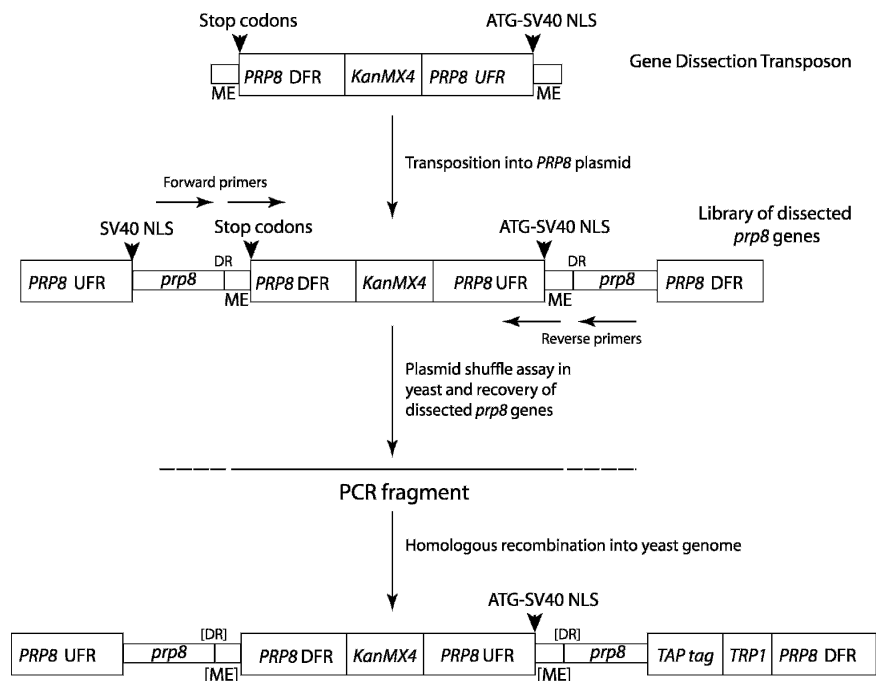 Stop codons
ATG-SV40 NLS
PRP8 DFR
KanMX4
PRP8 UFR
ME
ME
Gene Dissection Transposon
Transposition into PRP8 plasmid
Forward primers
SV40 NLS
Stop codons
ATG-SV40 NLS
Library of dissected
prp8 genes
DR
DR
PRP8 UFR
prp8
PRP8 DFR
KanMX4
PRP8 UFR
prp8
PRP8 DFR
ME
ME
Reverse primers
Plasmid shuffle assay in
yeast and recovery of
dissected prp8 genes
PCR fragment
Homologous recombination into yeast genome
ATG-SV40 NLS
[DR]
[DR]
PRP8 UFR
prp8
PRP8 DFR
KanMX4
PRP8 UFR
prp8
TAP tag
TRP1
PRP8 DFR
[ME]
[ME]